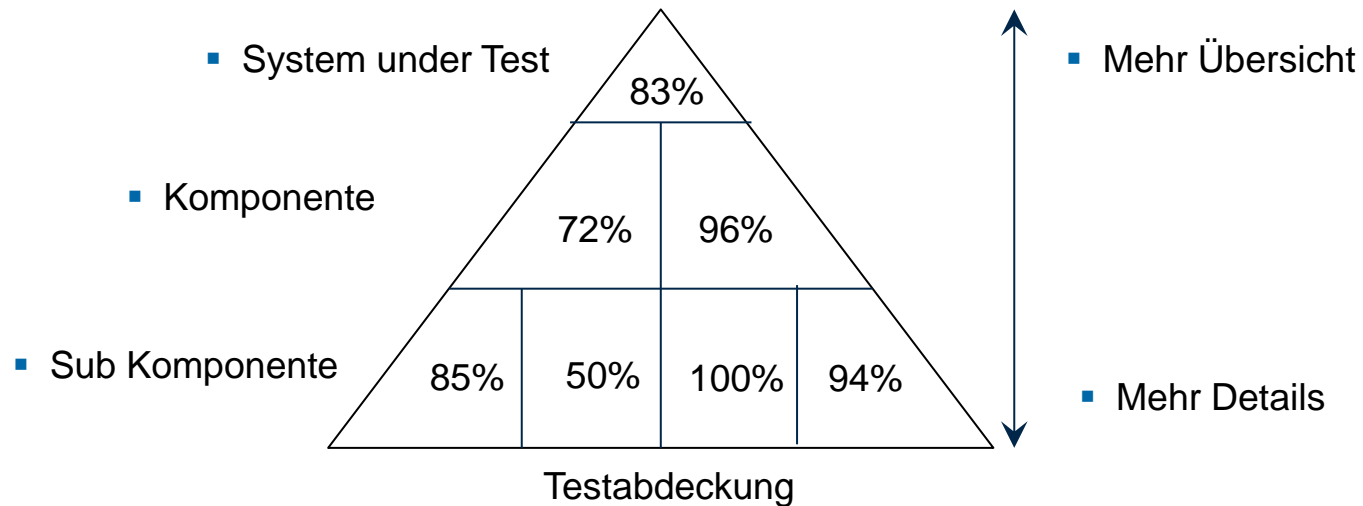 ▪ System under Test
▪ Mehr Übersicht
83%
▪ Komponente
72%
96%
▪ Sub Komponente
85%
50%
100%
94%
▪ Mehr Details
Testabdeckung